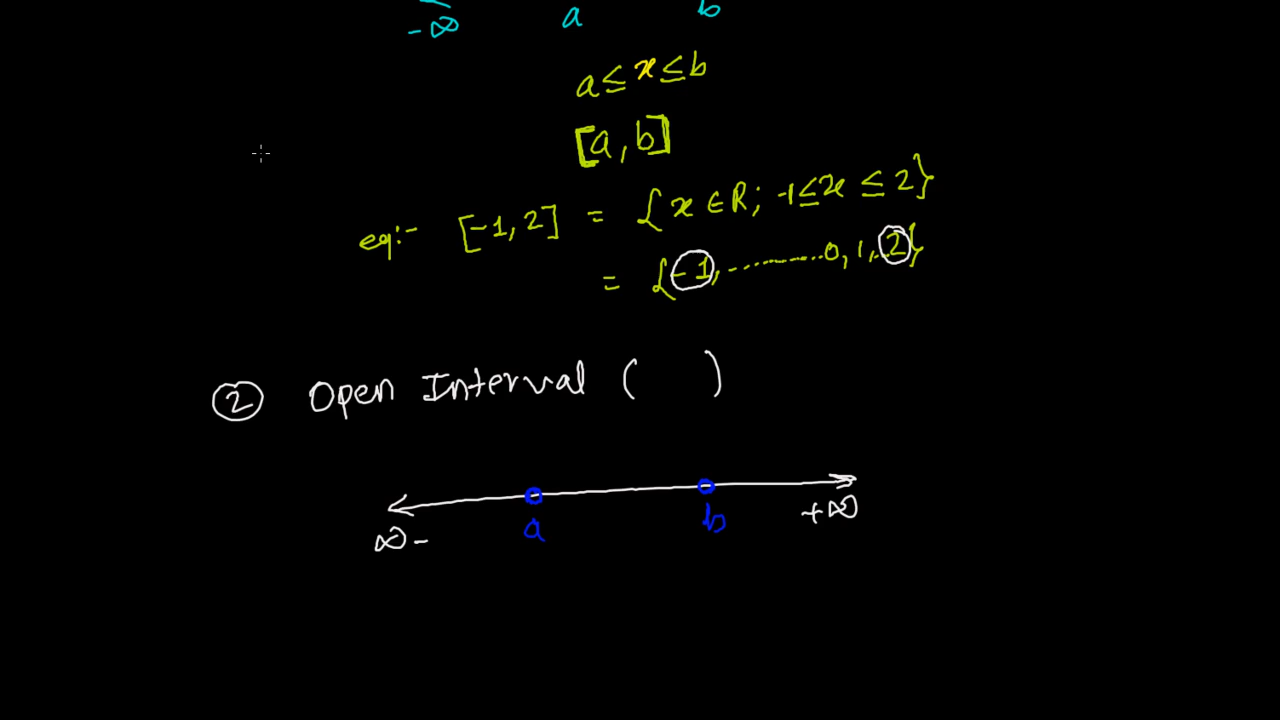 -∞ a b
a≤x≤b
[a,b]
eg:- [-1,2] = {x∈R; -1≤x≤2}
= {-1,..........0,1,..2}
② Open Interval ( )
∞- a b +∞